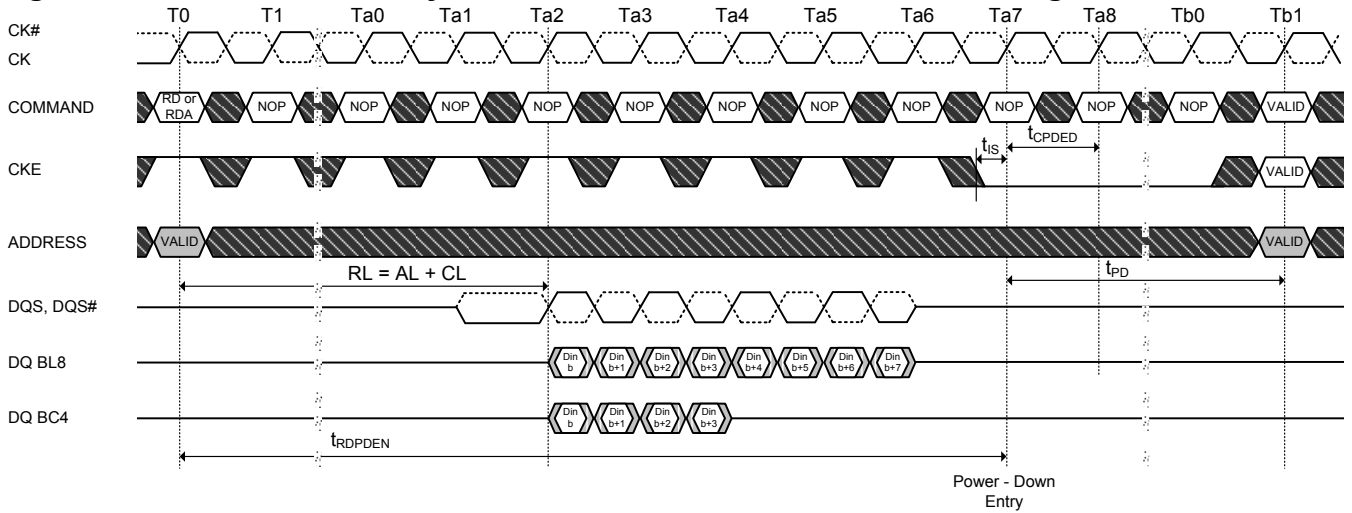 T0 T1 Ta0 Ta1 Ta2 Ta3 Ta4 Ta5 Ta6 Ta7 Ta8 Tb0 Tb1
CK#
CK
COMMAND RD or RDA NOP NOP NOP NOP NOP NOP NOP NOP NOP NOP NOP VALID
tIS tCPDED
CKE VALID
ADDRESS VALID VALID
RL = AL + CL tPD
DQS, DQS#
DQ BL8 Din b Din b+1 Din b+2 Din b+3 Din b+4 Din b+5 Din b+6 Din b+7
DQ BC4 Din b Din b+1 Din b+2 Din b+3
tRDPDEN
Power - Down
Entry